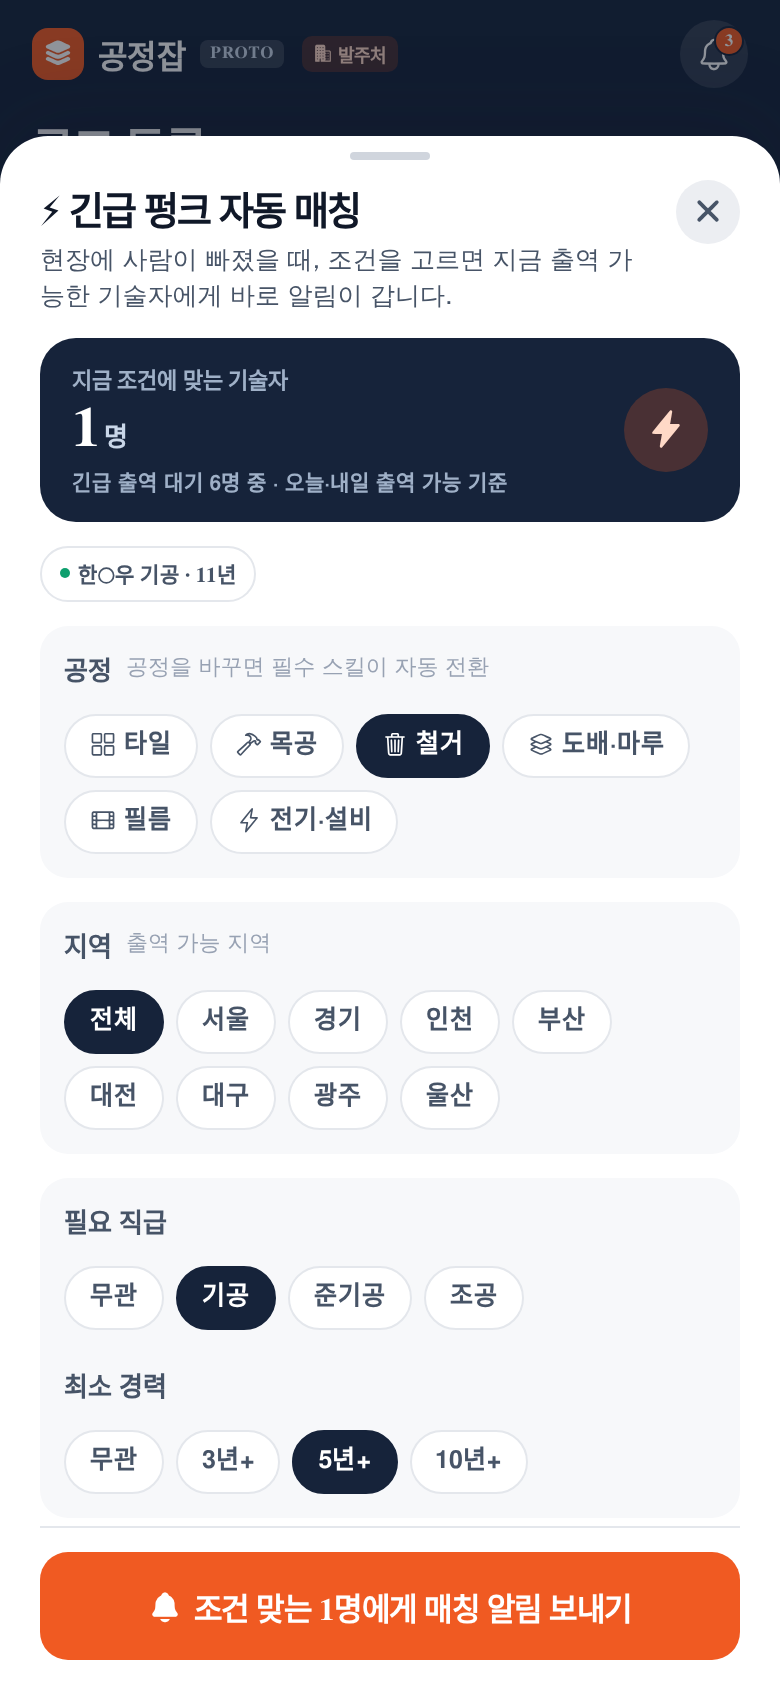 공정잡 PROTO 발주처 3
⚡ 긴급 펑크 자동 매칭
현장에 사람이 빠졌을 때, 조건을 고르면 지금 출역 가
능한 기술자에게 바로 알림이 갑니다.
지금 조건에 맞는 기술자
1명
긴급 출역 대기 6명 중 · 오늘·내일 출역 가능 기준
한○우 기공 · 11년
공정 공정을 바꾸면 필수 스킬이 자동 전환
타일 목공 철거 도배·마루
필름 전기·설비
지역 출역 가능 지역
전체 서울 경기 인천 부산
대전 대구 광주 울산
필요 직급
무관 기공 준기공 조공
최소 경력
무관 3년+ 5년+ 10년+
조건 맞는 1명에게 매칭 알림 보내기